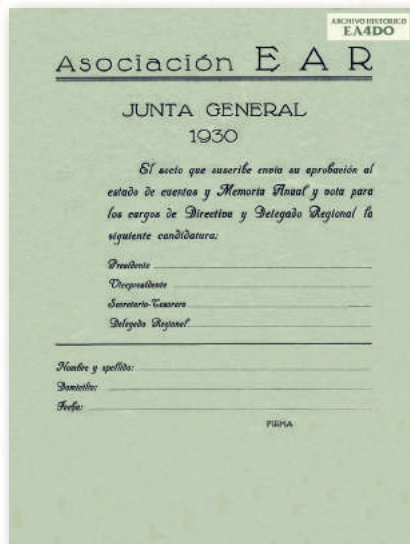 ARCHIVO HISTORICO
EA4DO
Asociación E A R
JUNTA GENERAL
1930
El socio que suscribe envía su aprobación al
estado de cuentas y Memoria Anual y vota para
los cargos de Directiva y Delegado Regional la
siguiente candidatura:
Presidente
Vicepresidente
Secretario-Tesorero
Delegado Regional
Nombre y apellido:
Domicilio:
Fecha:
FIRMA